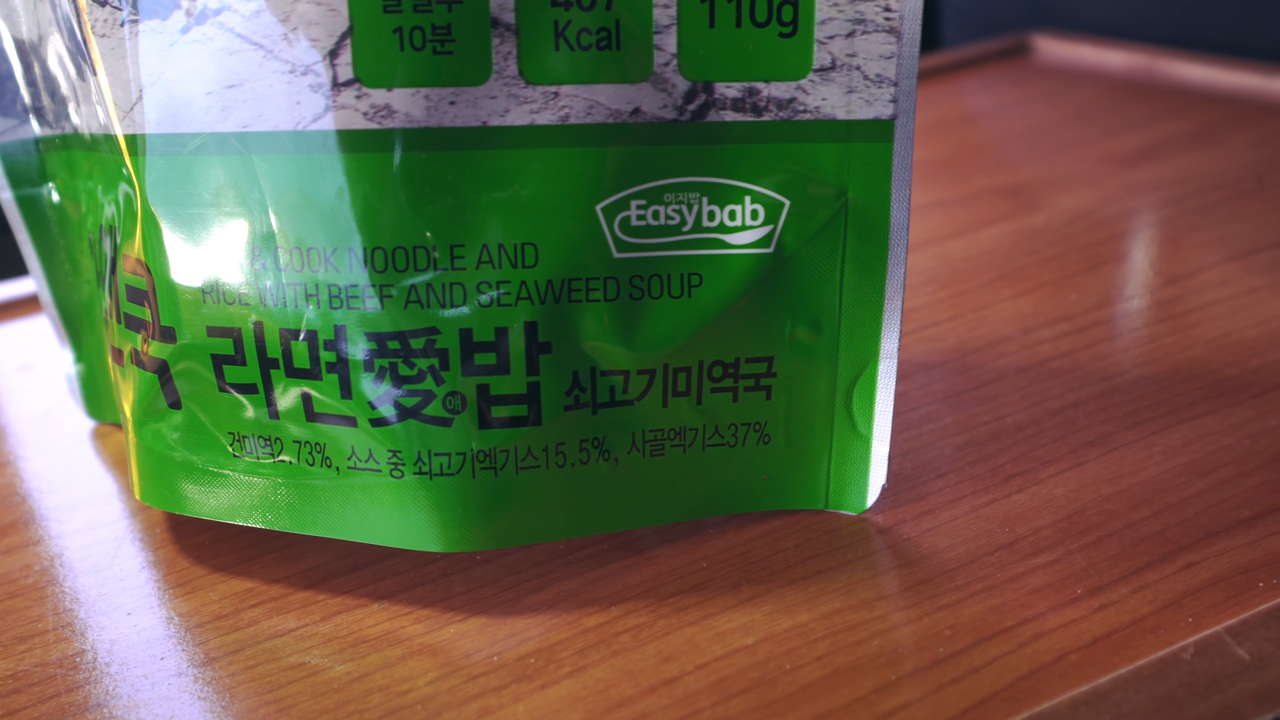 10분
Kcal
110g
이지밥
Easybab
& COOK NOODLE AND
RICE WITH BEEF AND SEAWEED SOUP
라면愛애밥 쇠고기미역국
건미역2.73%, 소스 중 쇠고기엑기스15.5%, 사골엑기스37%